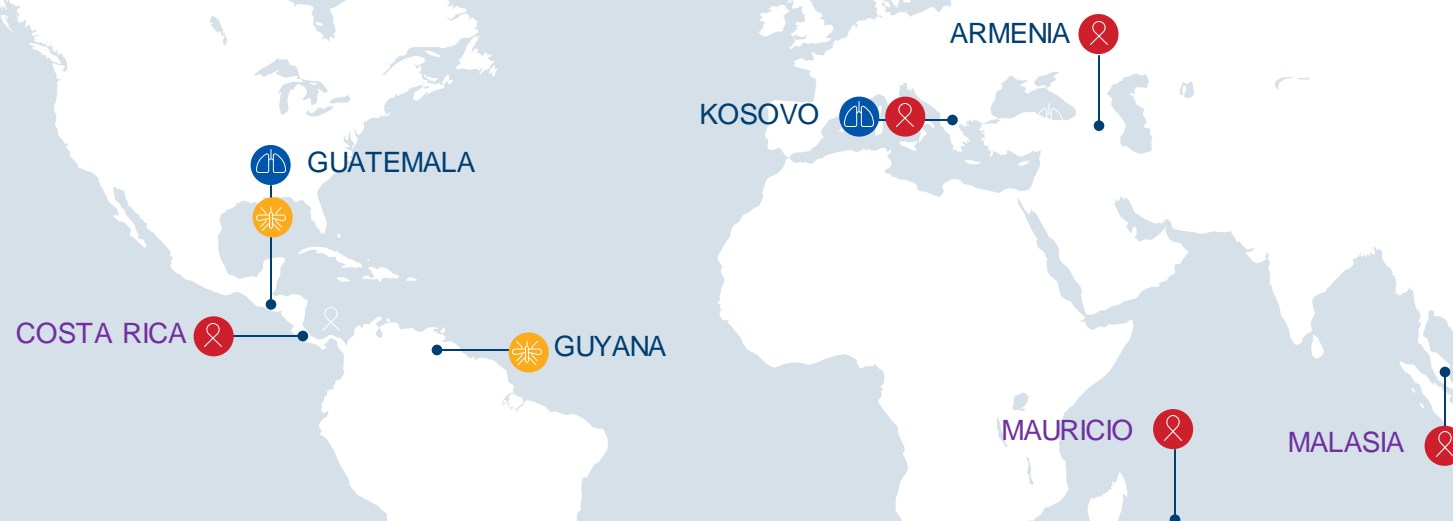 ARMENIA
KOSOVO
GUATEMALA
COSTA RICA
GUYANA
MAURICIO
MALASIA